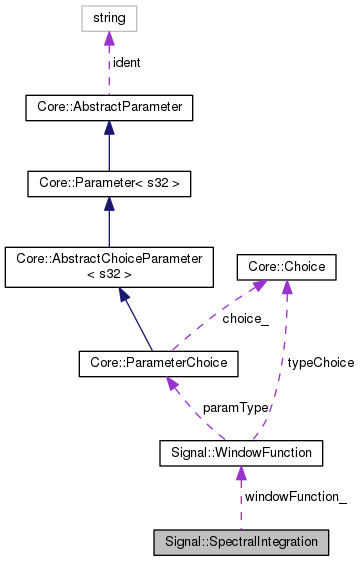 string
ident
Core::AbstractParameter
Core::Parameter< s32 >
Core::AbstractChoiceParameter
< s32 >
Core::Choice
choice_
typeChoice
Core::ParameterChoice
paramType
Signal::WindowFunction
windowFunction_
Signal::SpectralIntegration